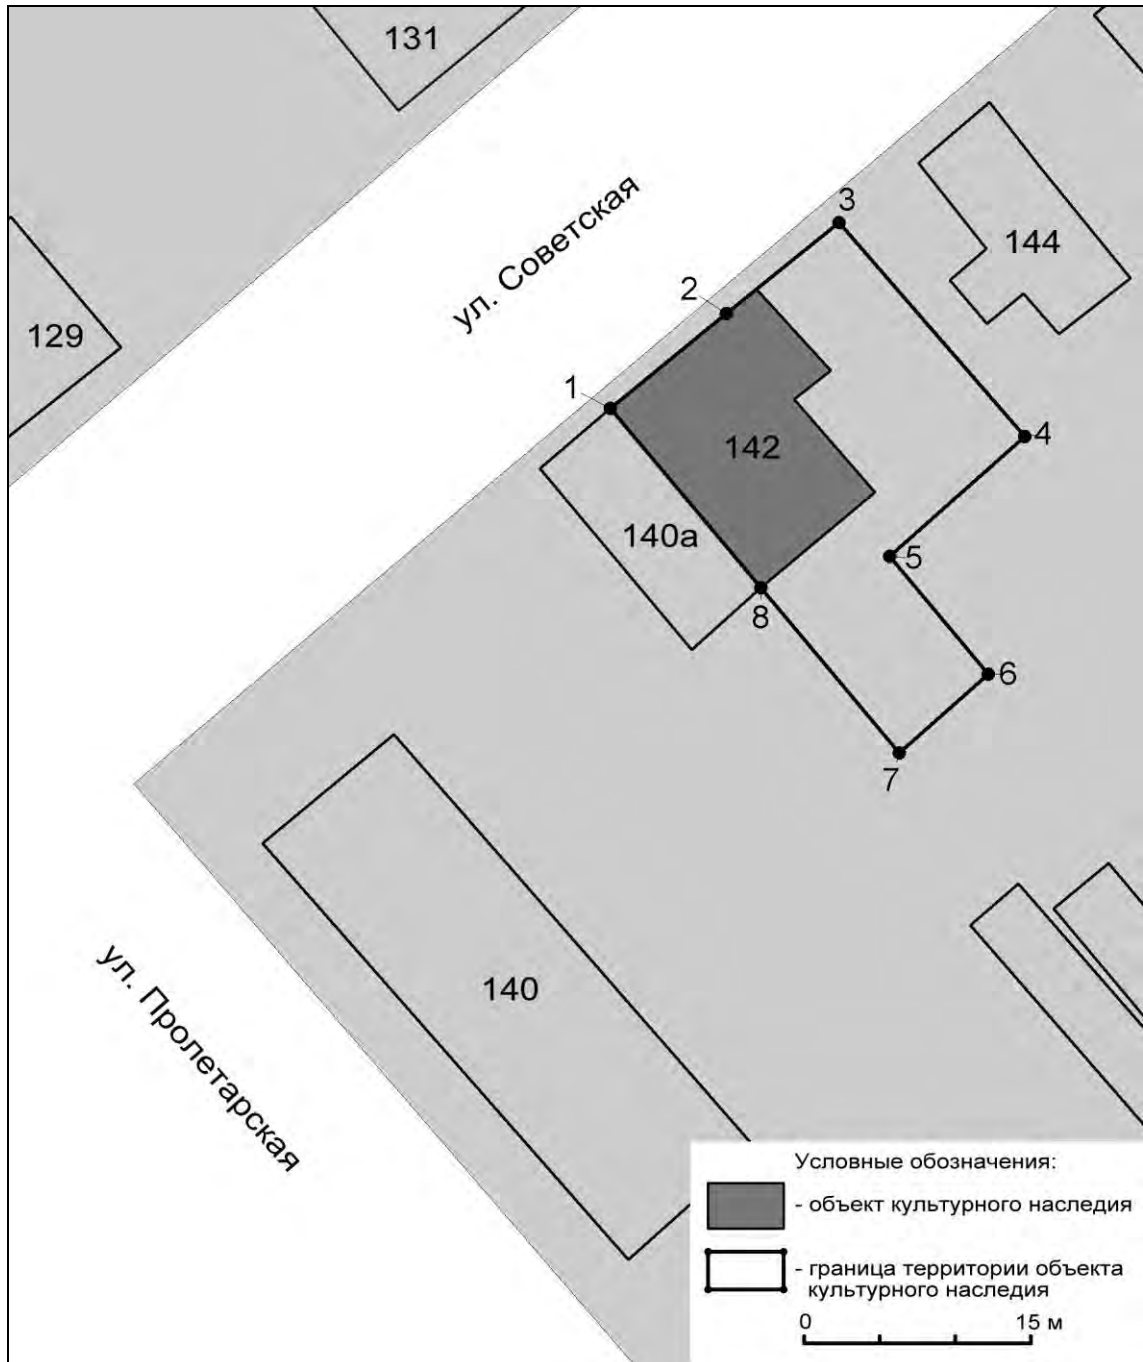 131
3
144
ул. Советская
2
129
1
4
142
140а
5
8
6
7
140
ул. Пролетарская
Условные обозначения:
- объект культурного наследия
- граница территории объекта
культурного наследия
0 15 м